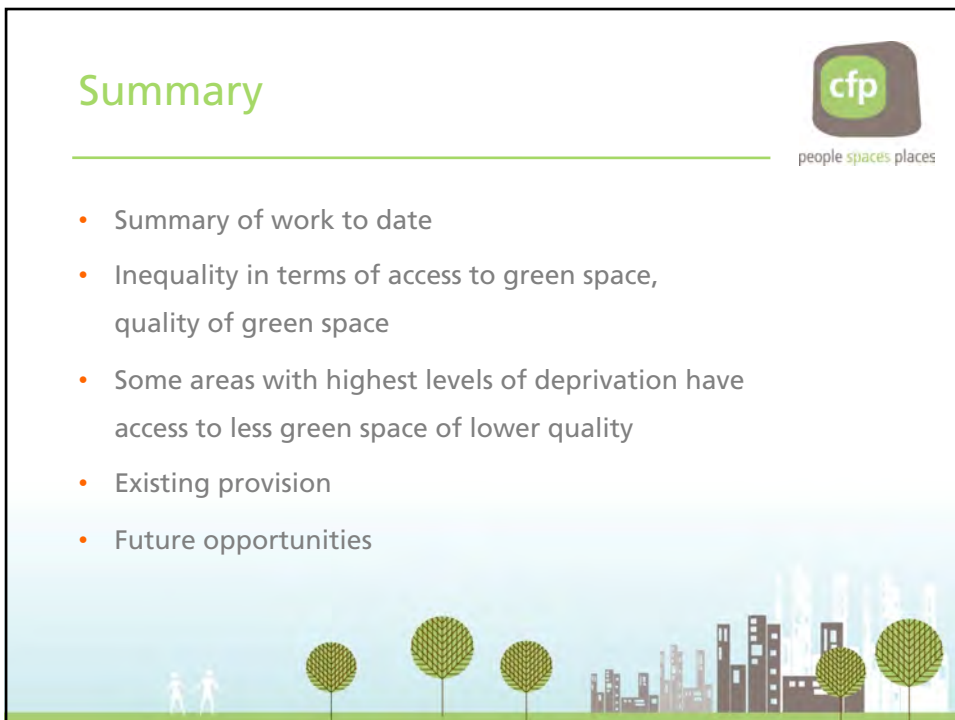 Summary
cfp
people spaces places
• Summary of work to date
• Inequality in terms of access to green space,
quality of green space
• Some areas with highest levels of deprivation have
access to less green space of lower quality
• Existing provision
• Future opportunities